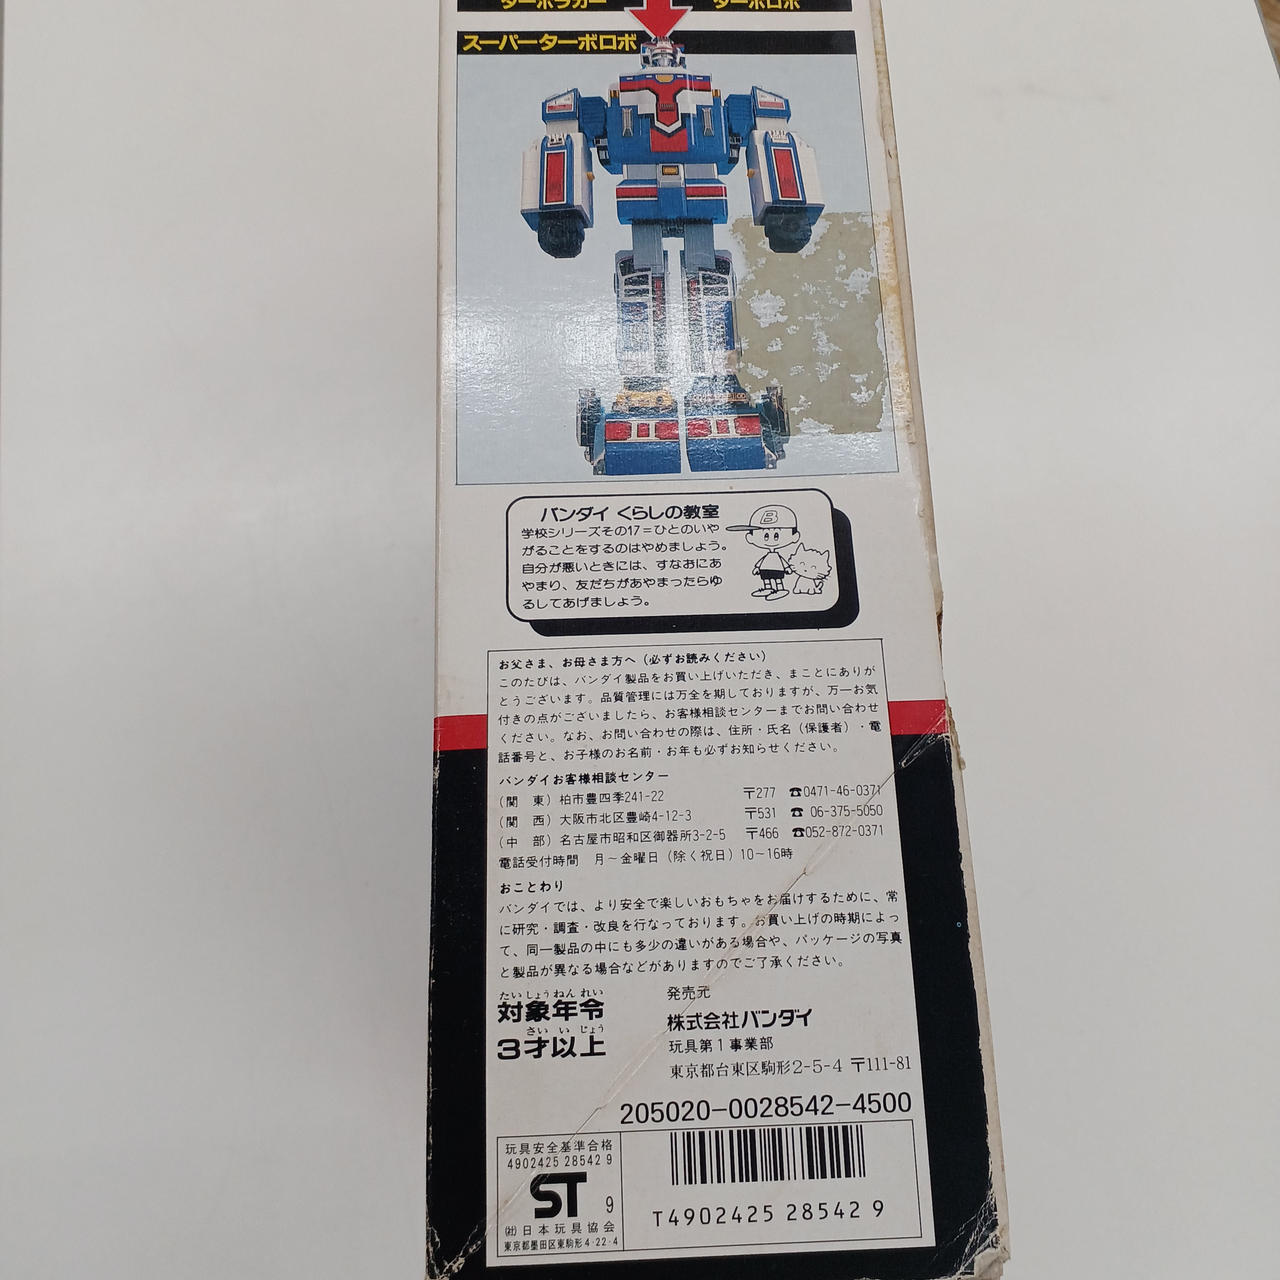 ターボラガー
ターボロボ
スーパーターボロボ
バンダイ くらしの教室
学校シリーズその17=ひとのいや
がることをするのはやめましょう。
自分が悪いときには、すなおにあ
やまり、友だちがあやまったらゆ
るしてあげましょう。
B
お父さま、お母さま方へ(必ずお読みください)
このたびは、バンダイ製品をお買い上げいただき、まことにありが
とうございます。品質管理には万全を期しておりますが、万一お気
付きの点がございましたら、お客様相談センターまでお問い合わせ
ください。なお、お問い合わせの際は、住所・氏名(保護者)・電
話番号と、お子様のお名前・お年も必ずお知らせください。
バンダイお客様相談センター
(関 東)柏市豊四季241-22 〒277 ☎0471-46-0371
(関 西)大阪市北区豊崎4-12-3 〒531 ☎06-375-5050
(中 部)名古屋市昭和区御器所3-2-5 〒466 ☎052-872-0371
電話受付時間 月～金曜日(除く祝日)10～16時
おことわり
バンダイでは、より安全で楽しいおもちゃをお届けするために、常
に研究・調査・改良を行なっております。お買い上げの時期によっ
て、同一製品の中にも多少の違いがある場合や、パッケージの写真
と製品が異なる場合などがありますのでご了承ください。
たいしょうねんれい
対象年令
さいいじょう
3才以上
発売元
株式会社バンダイ
玩具第1事業部
東京都台東区駒形2-5-4 〒111-81
205020-0028542-4500
玩具安全基準合格
4902425 28542 9
ST 9
(社)日本玩具協会
東京都墨田区東駒形4-22-4
T4902425 28542 9